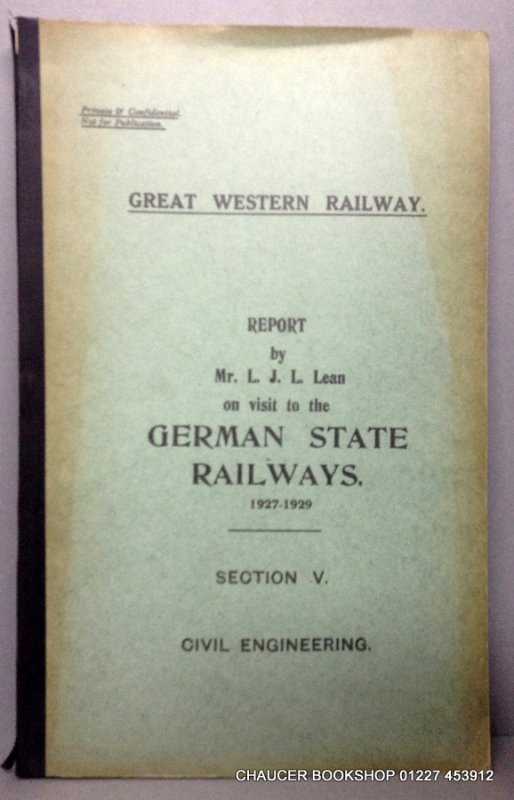 Private & Confidential.
Not for Publication.
GREAT WESTERN RAILWAY.
REPORT
by
Mr. L. J. L. Lean
on visit to the
GERMAN STATE
RAILWAYS.
1927-1929
SECTION V.
CIVIL ENGINEERING.
CHAUCER BOOKSHOP 01227 453912